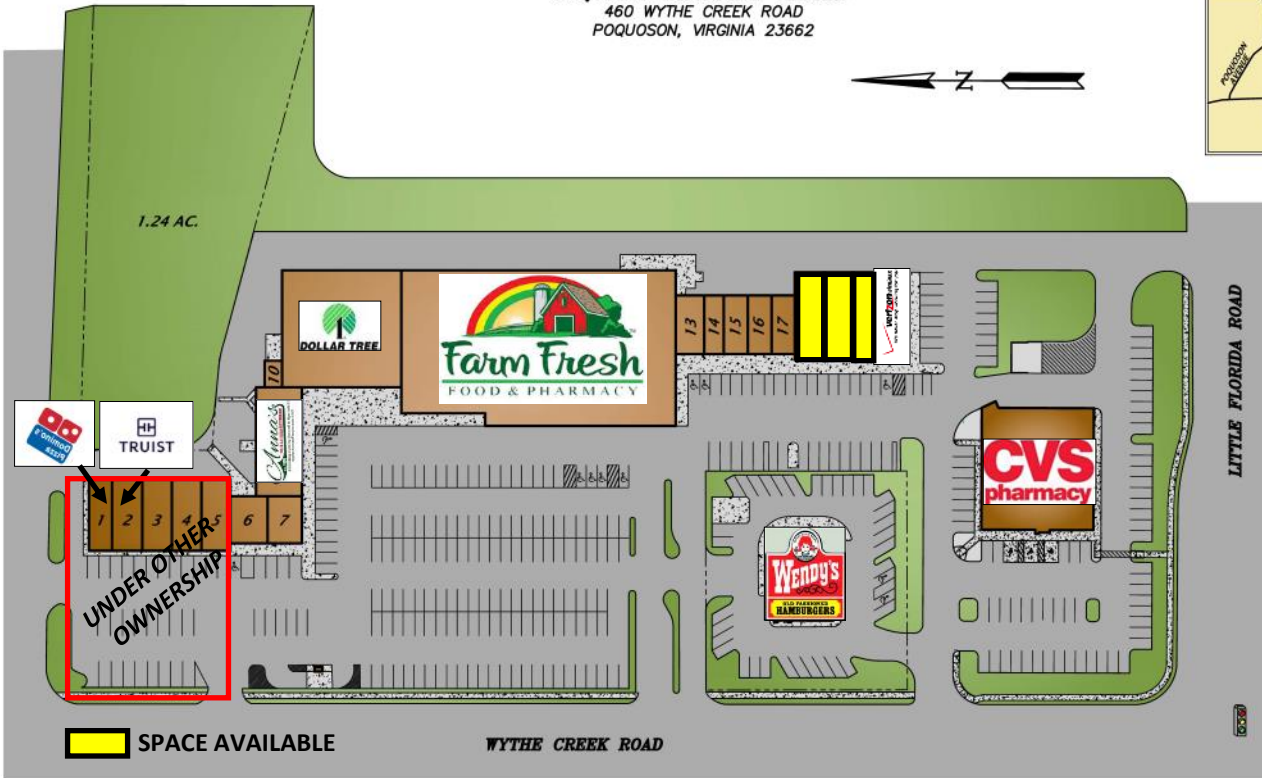 460 WYTHE CREEK ROAD
POQUOSON, VIRGINIA 23662
N
POQUOSON
AVENUE
1.24 AC.
DOLLAR TREE
Farm Fresh
FOOD & PHARMACY
10
13
14
15
16
17
verizon
LITTLE FLORIDA ROAD
Domino's
Pizza
TRUIST
Anna's
CVS
pharmacy
1
2
3
4
5
6
7
UNDER OTHER
OWNERSHIP
WENDY'S
OLD FASHIONED
HAMBURGERS
SPACE AVAILABLE
WYTHE CREEK ROAD